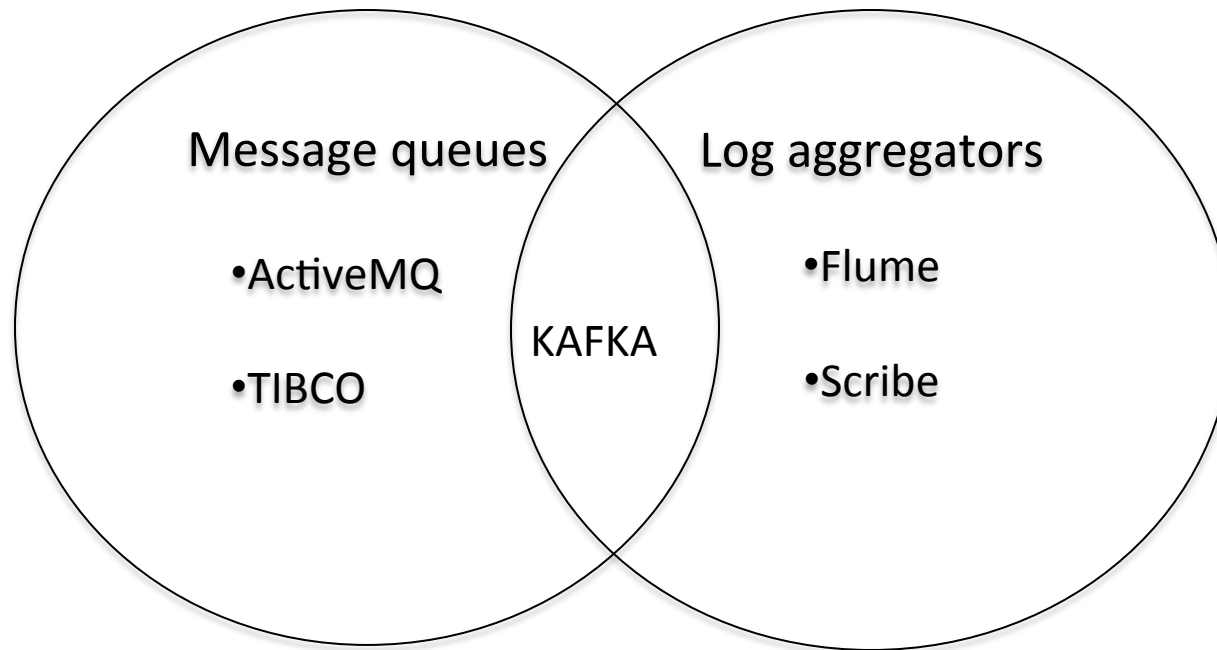 Message queues
•ActiveMQ
•TIBCO
KAFKA
Log aggregators
•Flume
•Scribe